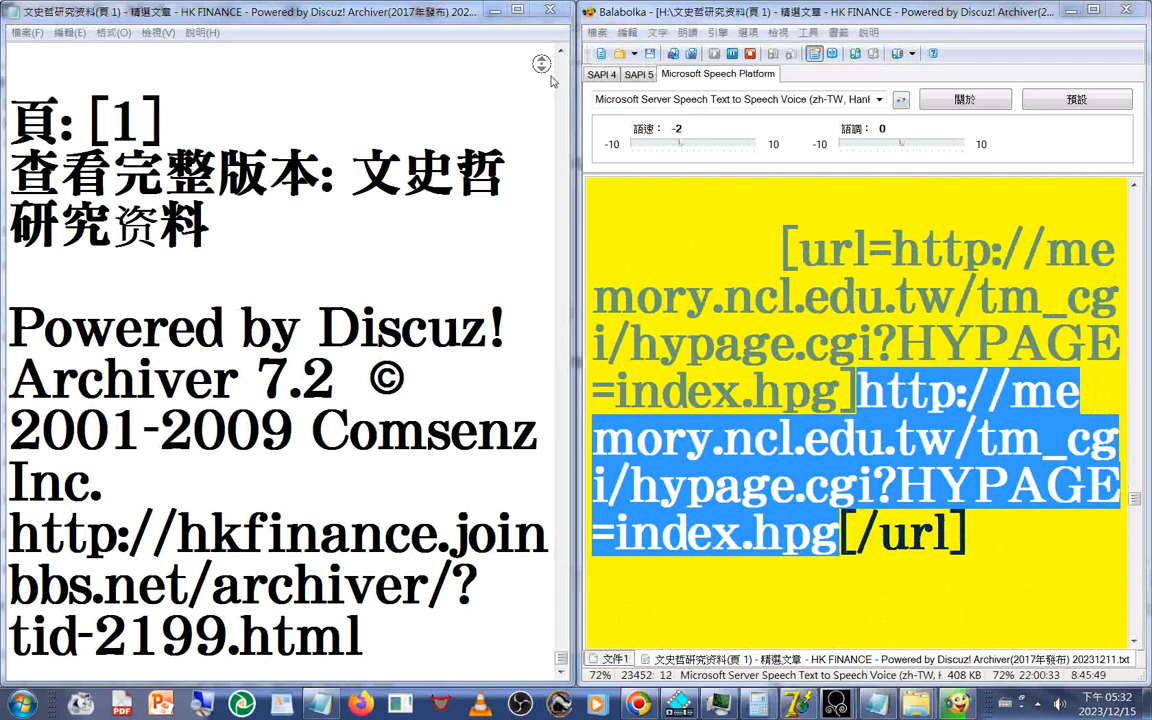 文史哲研究资料(頁 1) - 精選文章 - HK FINANCE - Powered by Discuz! Archiver(2017年發布) 202...
檔案(F) 編輯(E) 格式(O) 檢視(V) 說明(H)
頁: [1]
查看完整版本: 文史哲
研究资料
Powered by Discuz!
Archiver 7.2 ©
2001-2009 Comsenz
Inc.
http://hkfinance.join
bbs.net/archiver/?
tid-2199.html
Balabolka - [H:\文史哲研究资料(頁 1) - 精選文章 - HK FINANCE - Powered by Discuz! Archiver(2...
檔案 編輯 文字 朗讀 引擎 選項 檢視 工具 書籤 說明
SAPI 4 SAPI 5 Microsoft Speech Platform
Microsoft Server Speech Text to Speech Voice (zh-TW, Hanl
關於
預設
語速： -2 語調： 0
-10 10 -10 10
[url=http://me
mory.ncl.edu.tw/tm_cg
i/hypage.cgi?HYPAGE
=index.hpg]http://me
mory.ncl.edu.tw/tm_cg
i/hypage.cgi?HYPAGE
=index.hpg[/url]
文件1 文史哲研究资料(頁 1) - 精選文章 - HK FINANCE - Powered by Discuz! Archiver(2017年發布) 20231211.txt
72% 23452: 12 Microsoft Server Speech Text to Speech Voice (zh-TW, 408 KB 72% 22:00:33 8:45:49
下午 05:32
2023/12/15